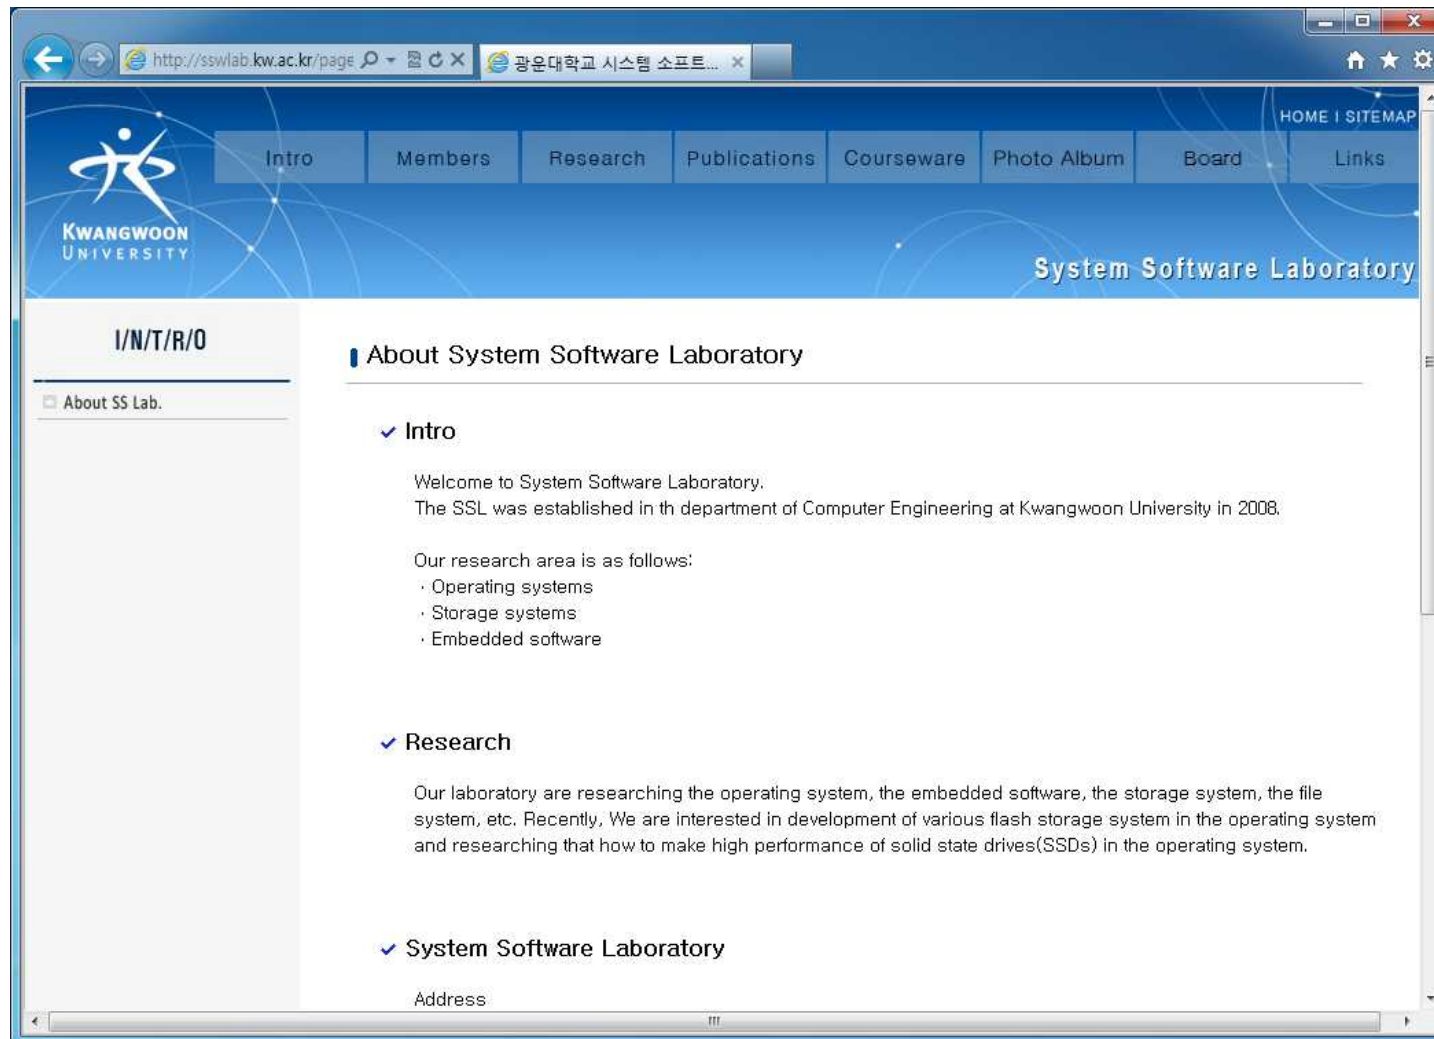 http://sswlab.kw.ac.kr/page
광운대학교 시스템 소프트...
HOME I SITEMAP
Intro Members Research Publications Courseware Photo Album Board Links
KWANGWOON
UNIVERSITY
System Software Laboratory
I/N/T/R/O
About SS Lab.
About System Software Laboratory
Intro
Welcome to System Software Laboratory.
The SSL was established in th department of Computer Engineering at Kwangwoon University in 2008.
Our research area is as follows:
· Operating systems
· Storage systems
· Embedded software
Research
Our laboratory are researching the operating system, the embedded software, the storage system, the file
system, etc. Recently, We are interested in development of various flash storage system in the operating system
and researching that how to make high performance of solid state drives(SSDs) in the operating system.
System Software Laboratory
Address